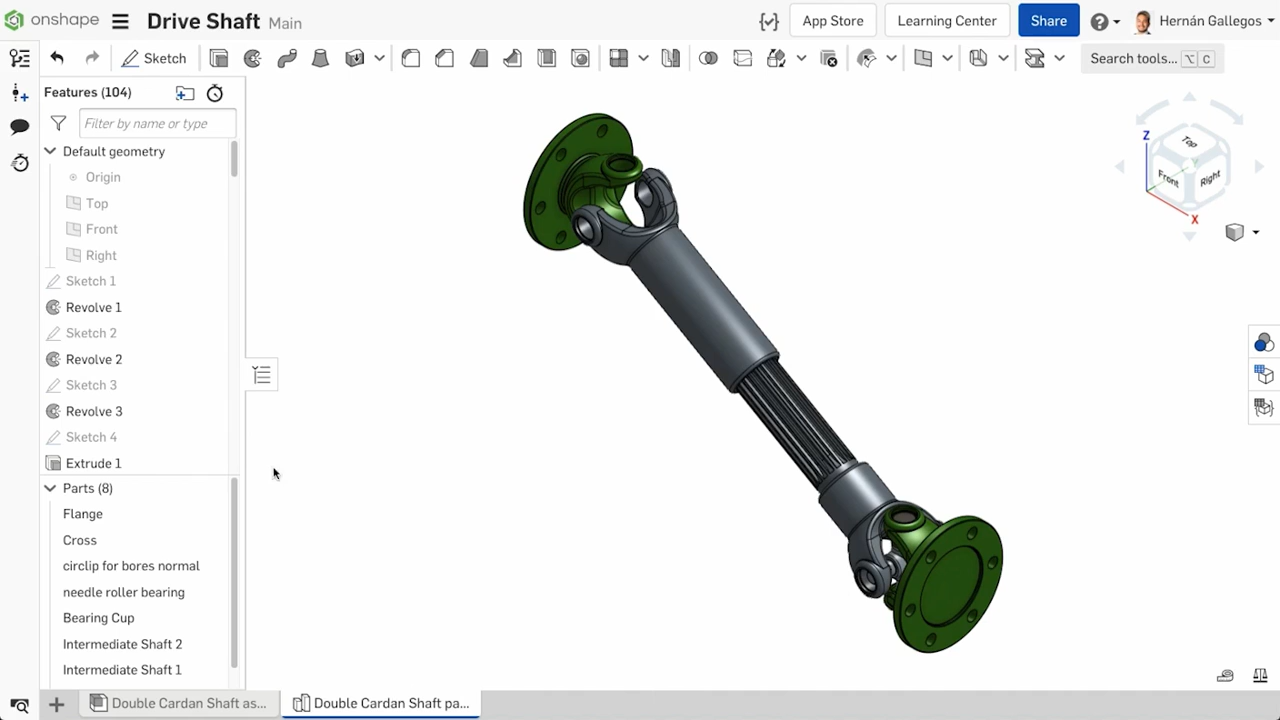 onshape Drive Shaft Main App Store Learning Center Share Hernán Gallegos
Sketch Search tools... ⌥ C
Features (104)
Filter by name or type
Default geometry
Origin
Top
Front
Right
Sketch 1
Revolve 1
Sketch 2
Revolve 2
Sketch 3
Revolve 3
Sketch 4
Extrude 1
Parts (8)
Flange
Cross
circlip for bores normal
needle roller bearing
Bearing Cup
Intermediate Shaft 2
Intermediate Shaft 1
Z
Top
Y
Front Right
X
Double Cardan Shaft as... Double Cardan Shaft pa...